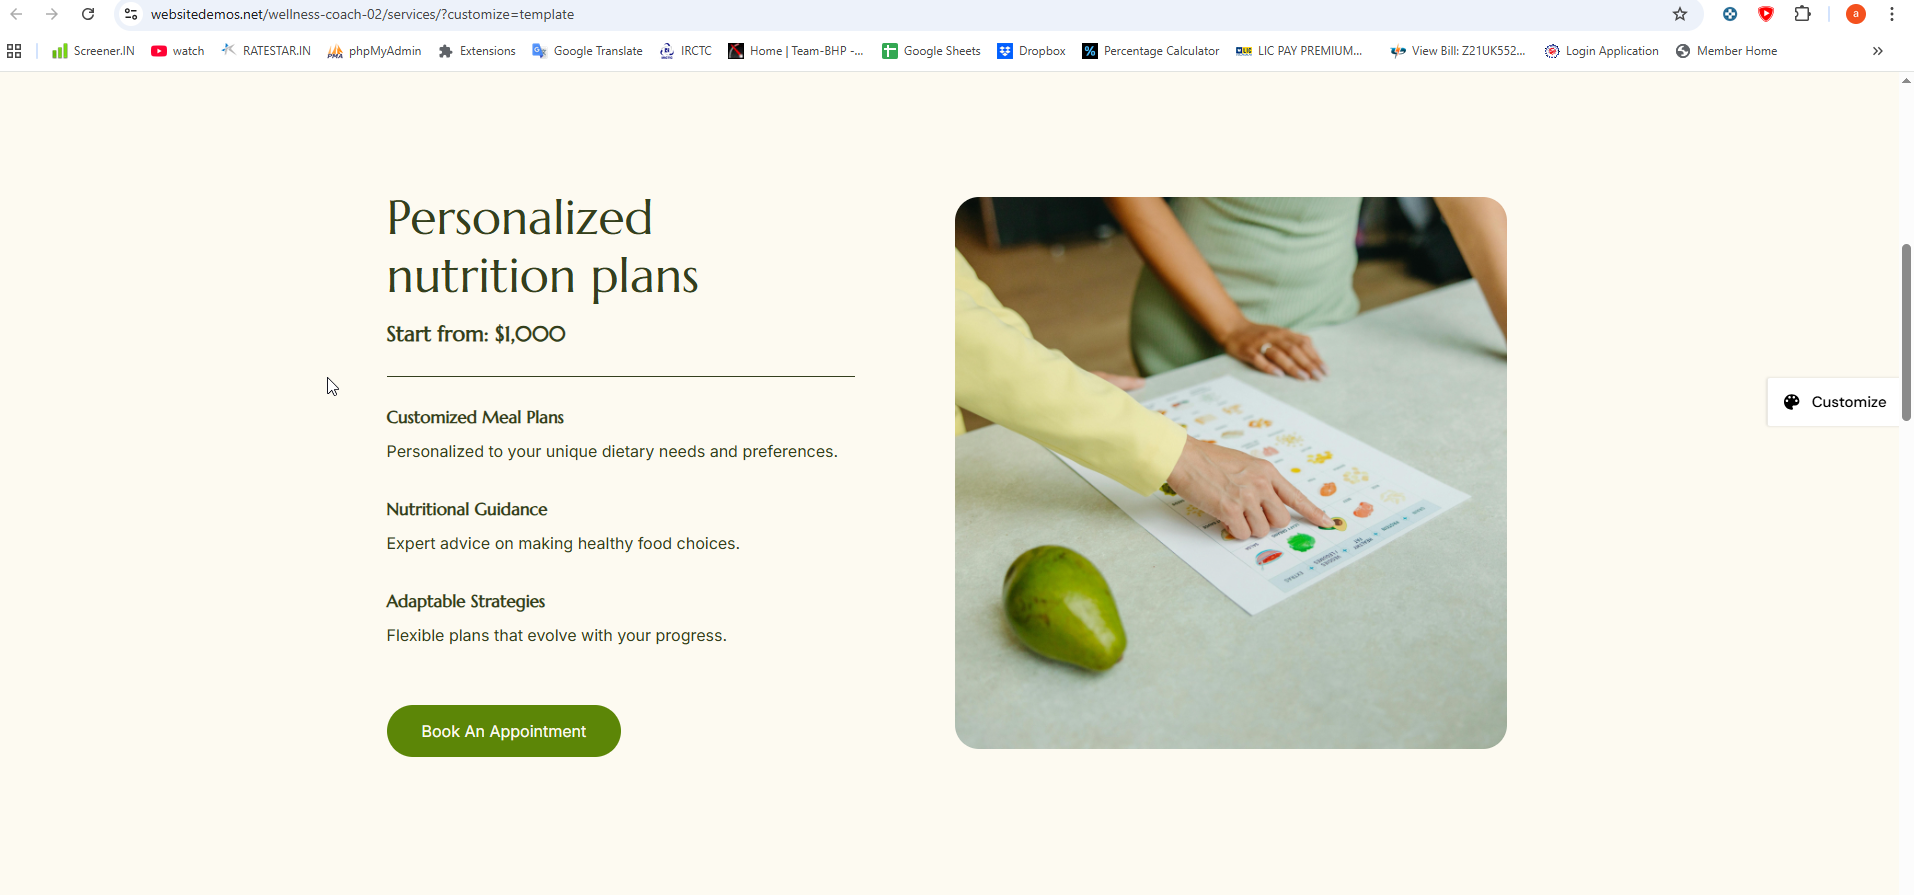 websitedemos.net/wellness-coach-02/services/?customize=template
a
Screener.IN
watch
RATESTAR.IN
phpMyAdmin
Extensions
Google Translate
IRCTC
Home | Team-BHP -...
Google Sheets
Dropbox
Percentage Calculator
LIC PAY PREMIUM...
View Bill: Z21UK552...
Login Application
Member Home
Personalized
nutrition plans
Start from: $1,000
Customized Meal Plans
Personalized to your unique dietary needs and preferences.
Nutritional Guidance
Expert advice on making healthy food choices.
Adaptable Strategies
Flexible plans that evolve with your progress.
Book An Appointment
Customize